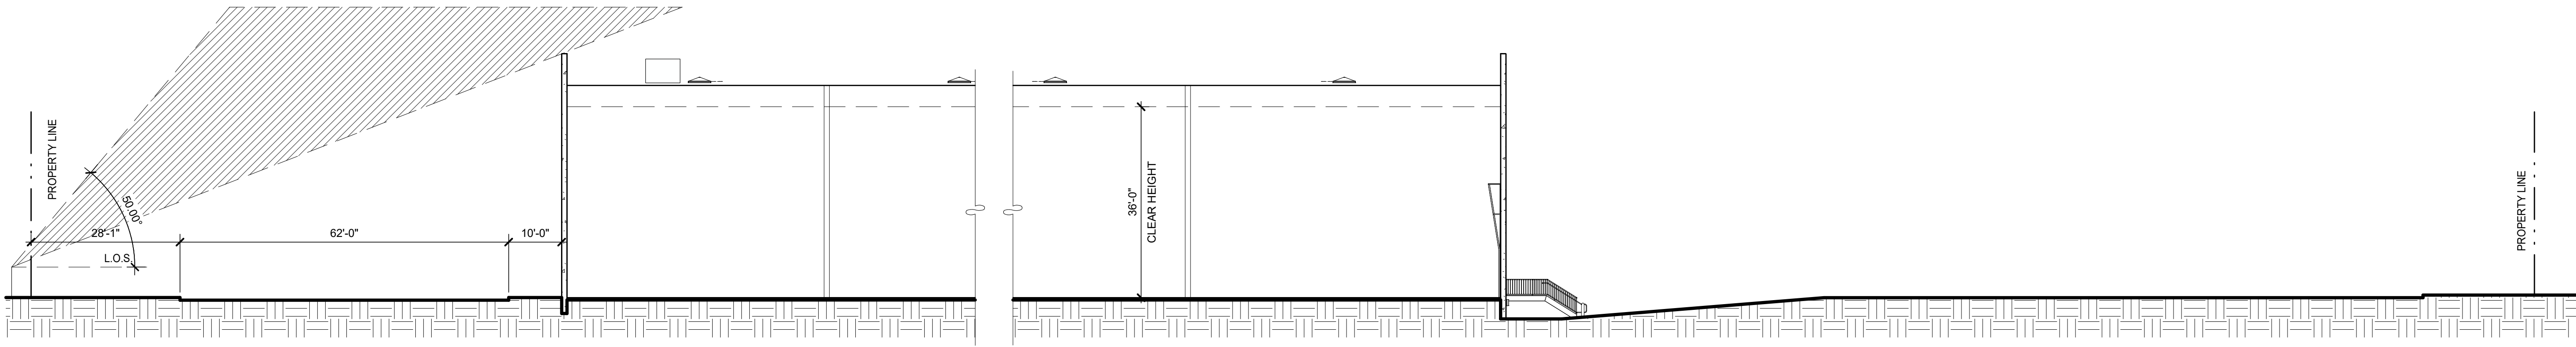 PROPERTY LINE
50.00°
28'-1"
62'-0"
10'-0"
L.O.S.
36'-0"
CLEAR HEIGHT
PROPERTY LINE